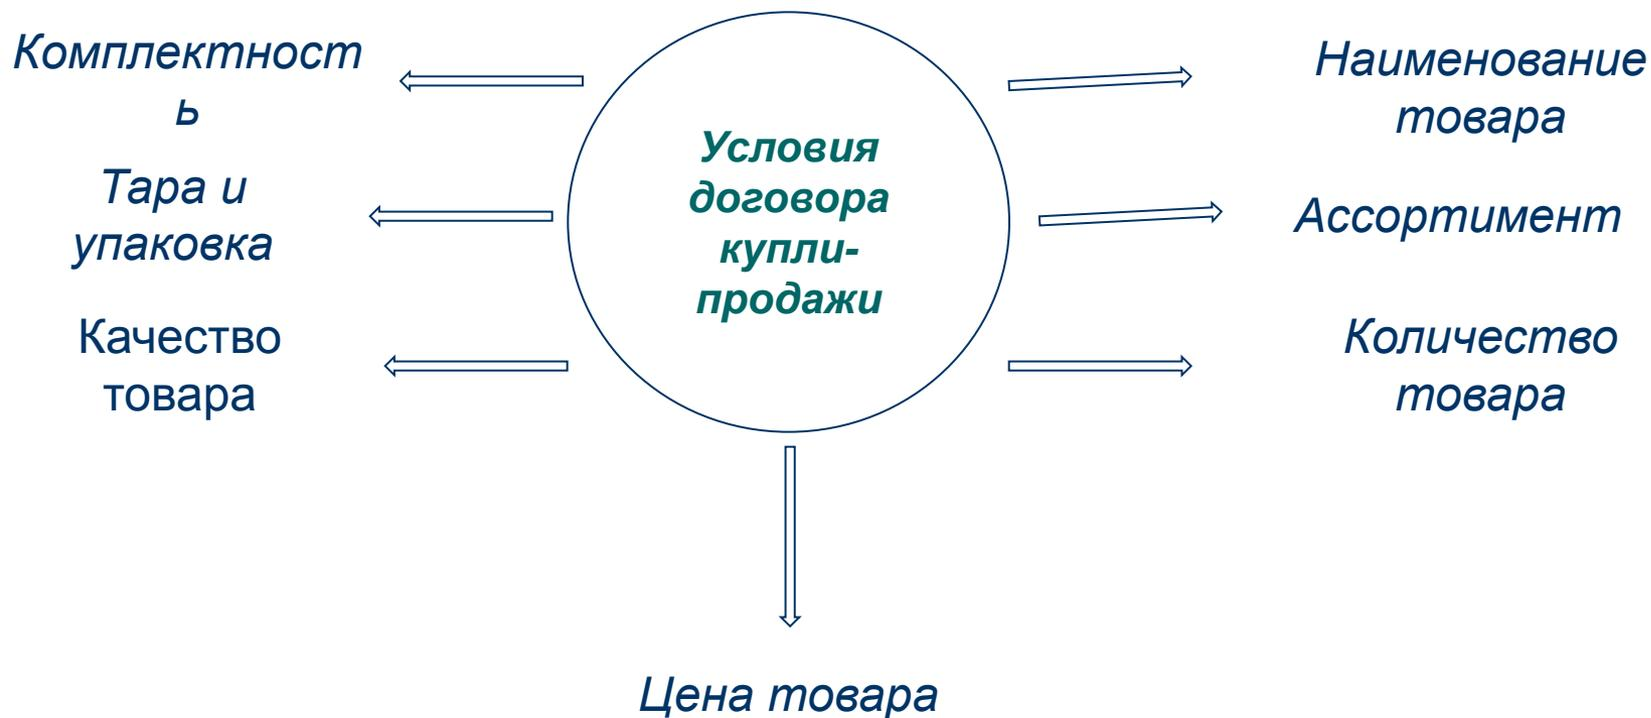 Комплектност
ь
Тара и
упаковка
Качество
товара
Условия
договора
купли-
продажи
Наименование
товара
Ассортимент
Количество
товара
Цена товара